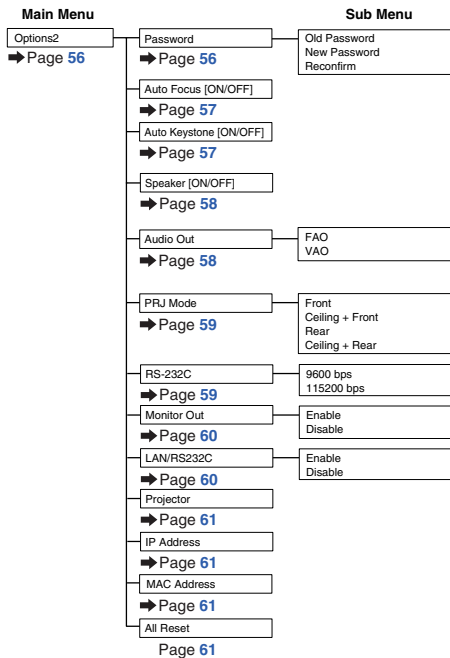 Main Menu
Sub Menu
Options2
➡Page 56
Password
➡Page 56
Old Password
New Password
Reconfirm
Auto Focus [ON/OFF]
➡Page 57
Auto Keystone [ON/OFF]
➡Page 57
Speaker [ON/OFF]
➡Page 58
Audio Out
➡Page 58
FAO
VAO
PRJ Mode
➡Page 59
Front
Ceiling + Front
Rear
Ceiling + Rear
RS-232C
➡Page 59
9600 bps
115200 bps
Monitor Out
➡Page 60
Enable
Disable
LAN/RS232C
➡Page 60
Enable
Disable
Projector
➡Page 61
IP Address
➡Page 61
MAC Address
➡Page 61
All Reset
Page 61